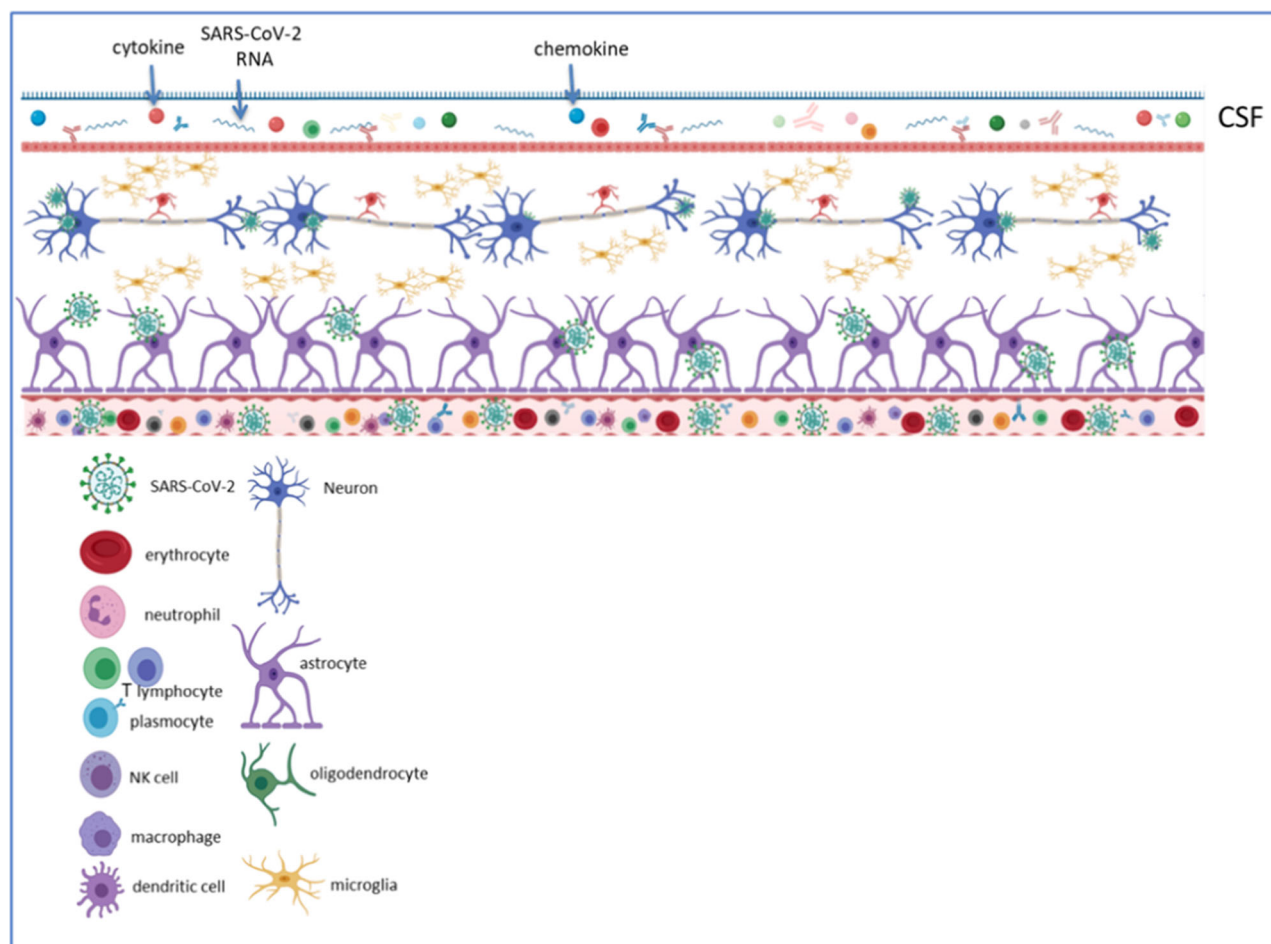 cytokine
SARS-CoV-2
RNA
chemokine
CSF
SARS-CoV-2
Neuron
erythrocyte
neutrophil
astrocyte
T lymphocyte
plasmocyte
NK cell
oligodendrocyte
macrophage
dendritic cell
microglia